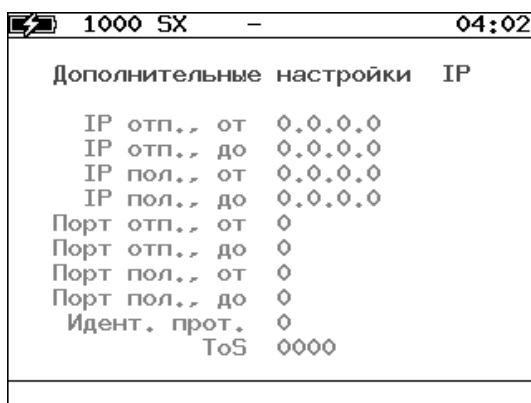 1000 SX – 04:02
Дополнительные настройки IP
IP отп., от 0.0.0.0
IP отп., до 0.0.0.0
IP пол., от 0.0.0.0
IP пол., до 0.0.0.0
Порт отп., от 0
Порт отп., до 0
Порт пол., от 0
Порт пол., до 0
Идент. прот. 0
ToS 0000